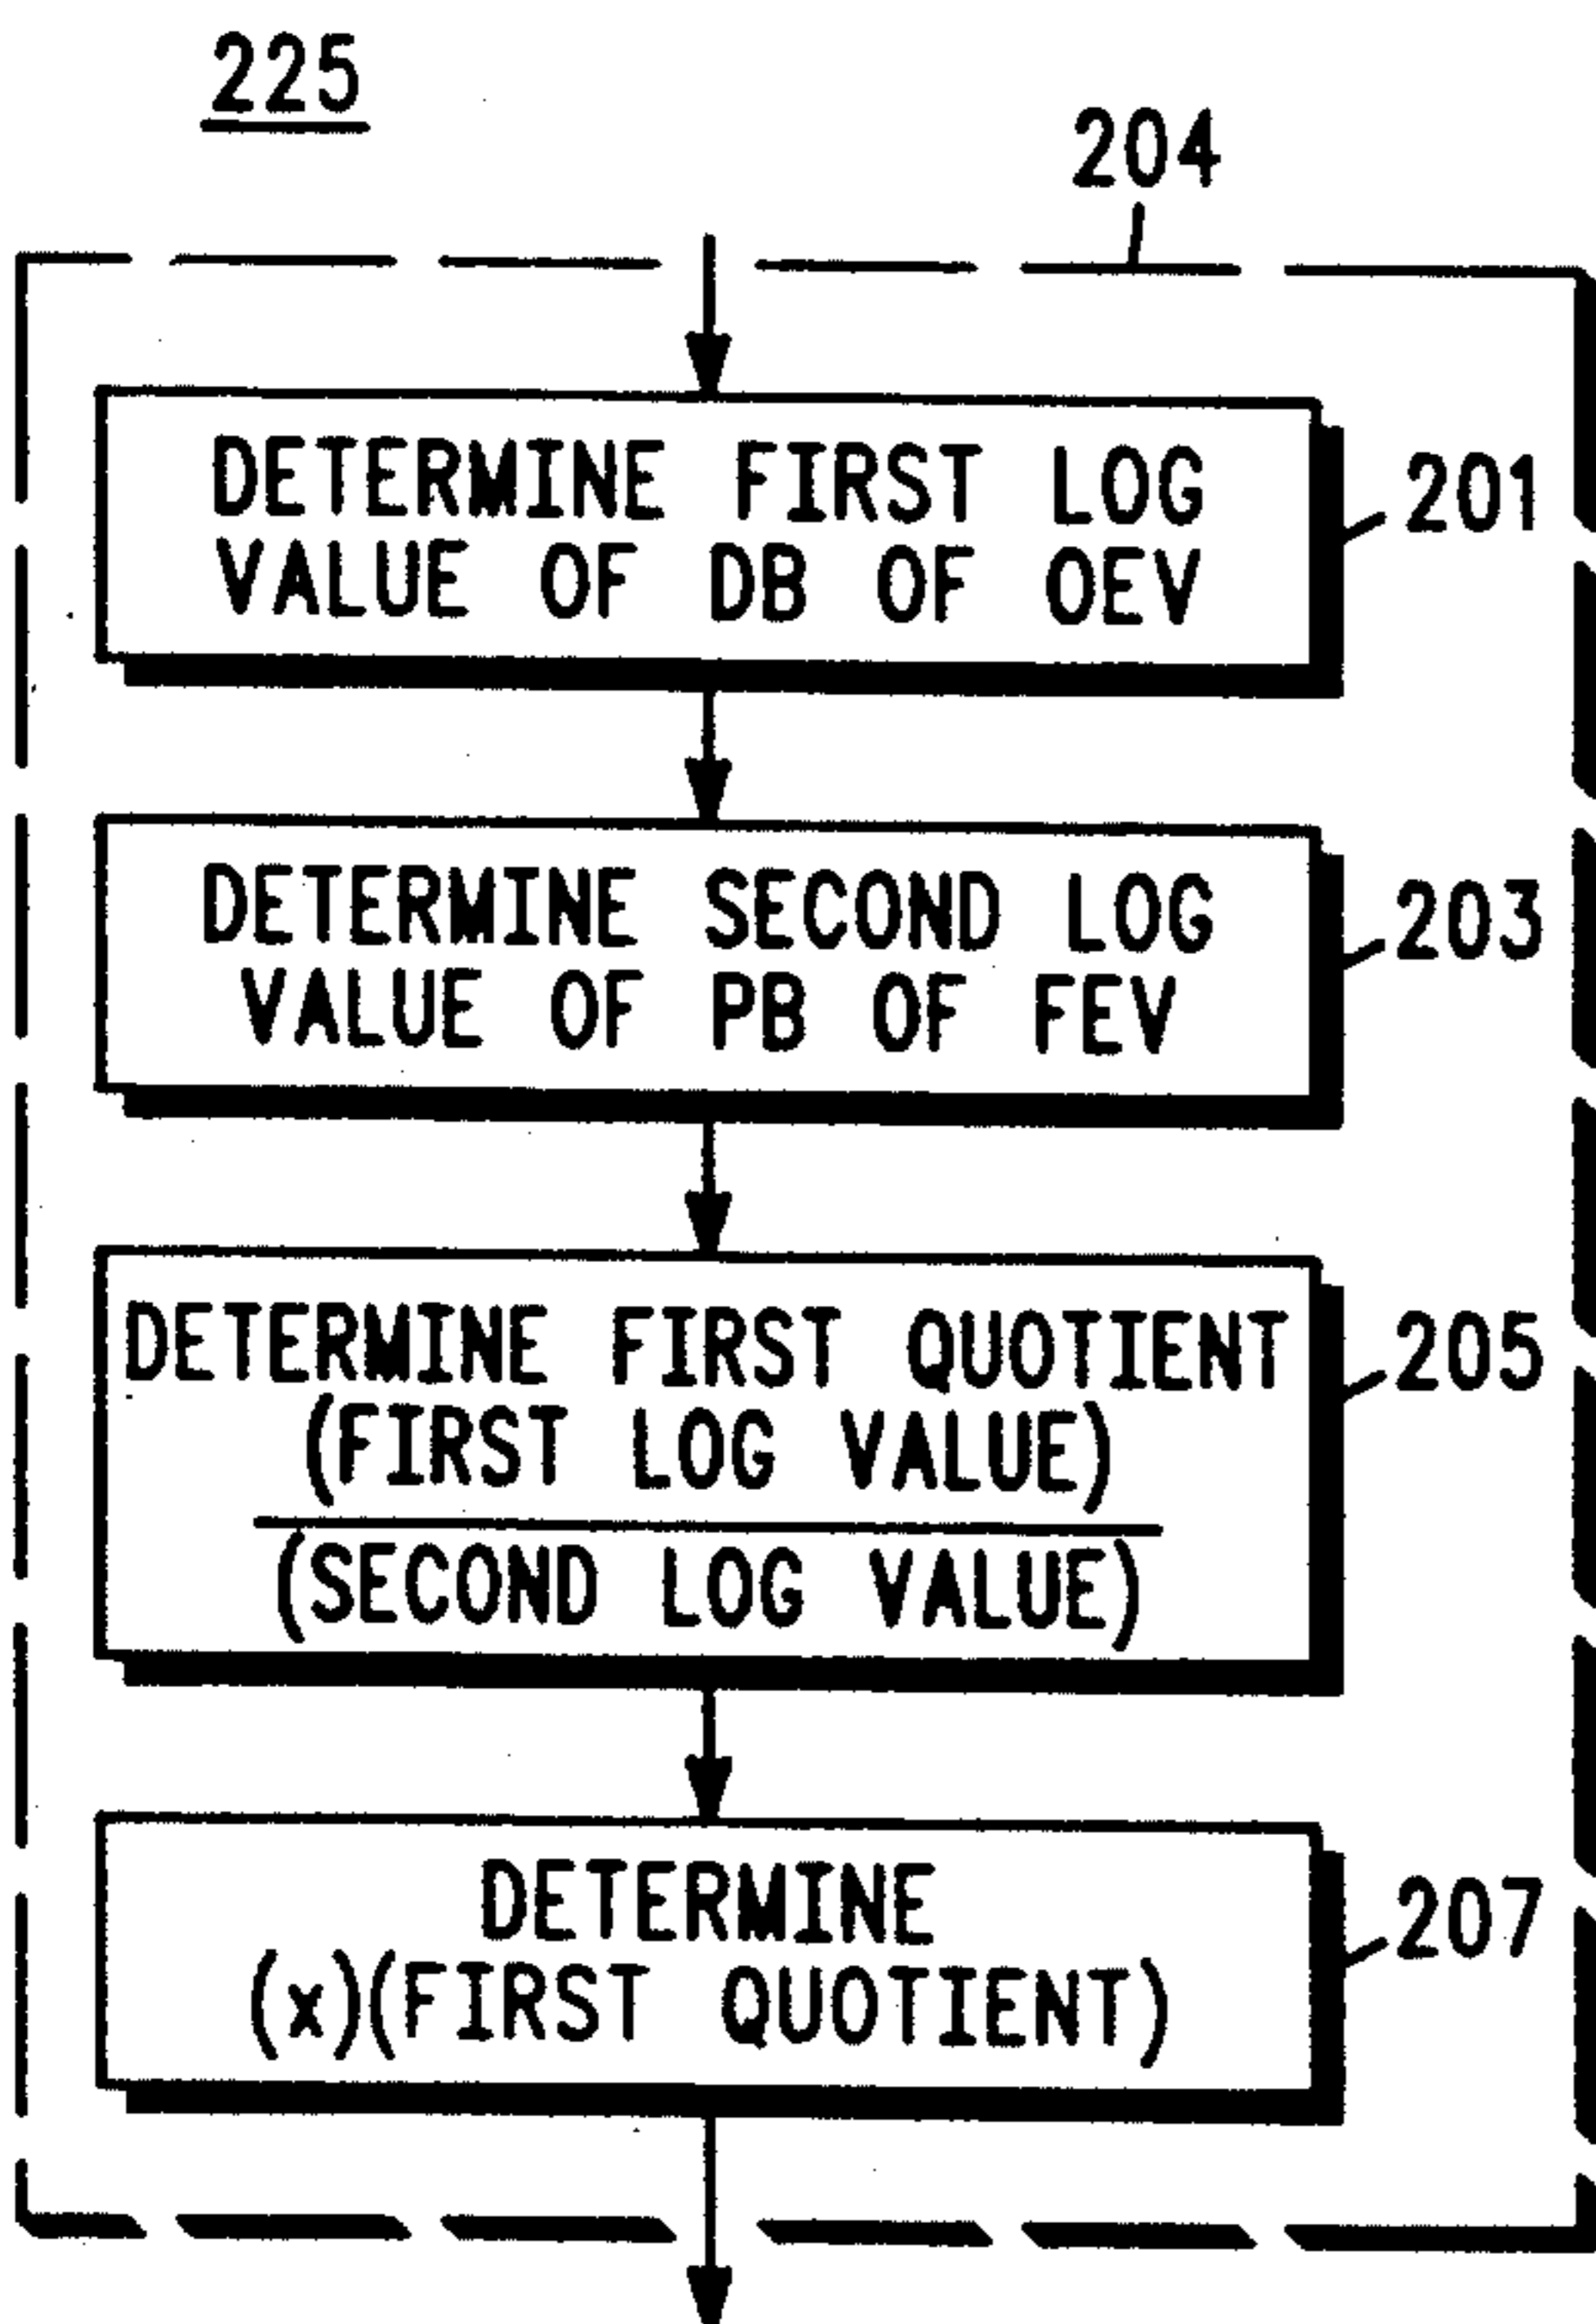 225
204
DETERMINE FIRST LOG
VALUE OF DB OF OEV
201
DETERMINE SECOND LOG
VALUE OF PB OF FEV
203
DETERMINE FIRST QUOTIENT
(FIRST LOG VALUE)
(SECOND LOG VALUE)
205
DETERMINE
(x)(FIRST QUOTIENT)
207